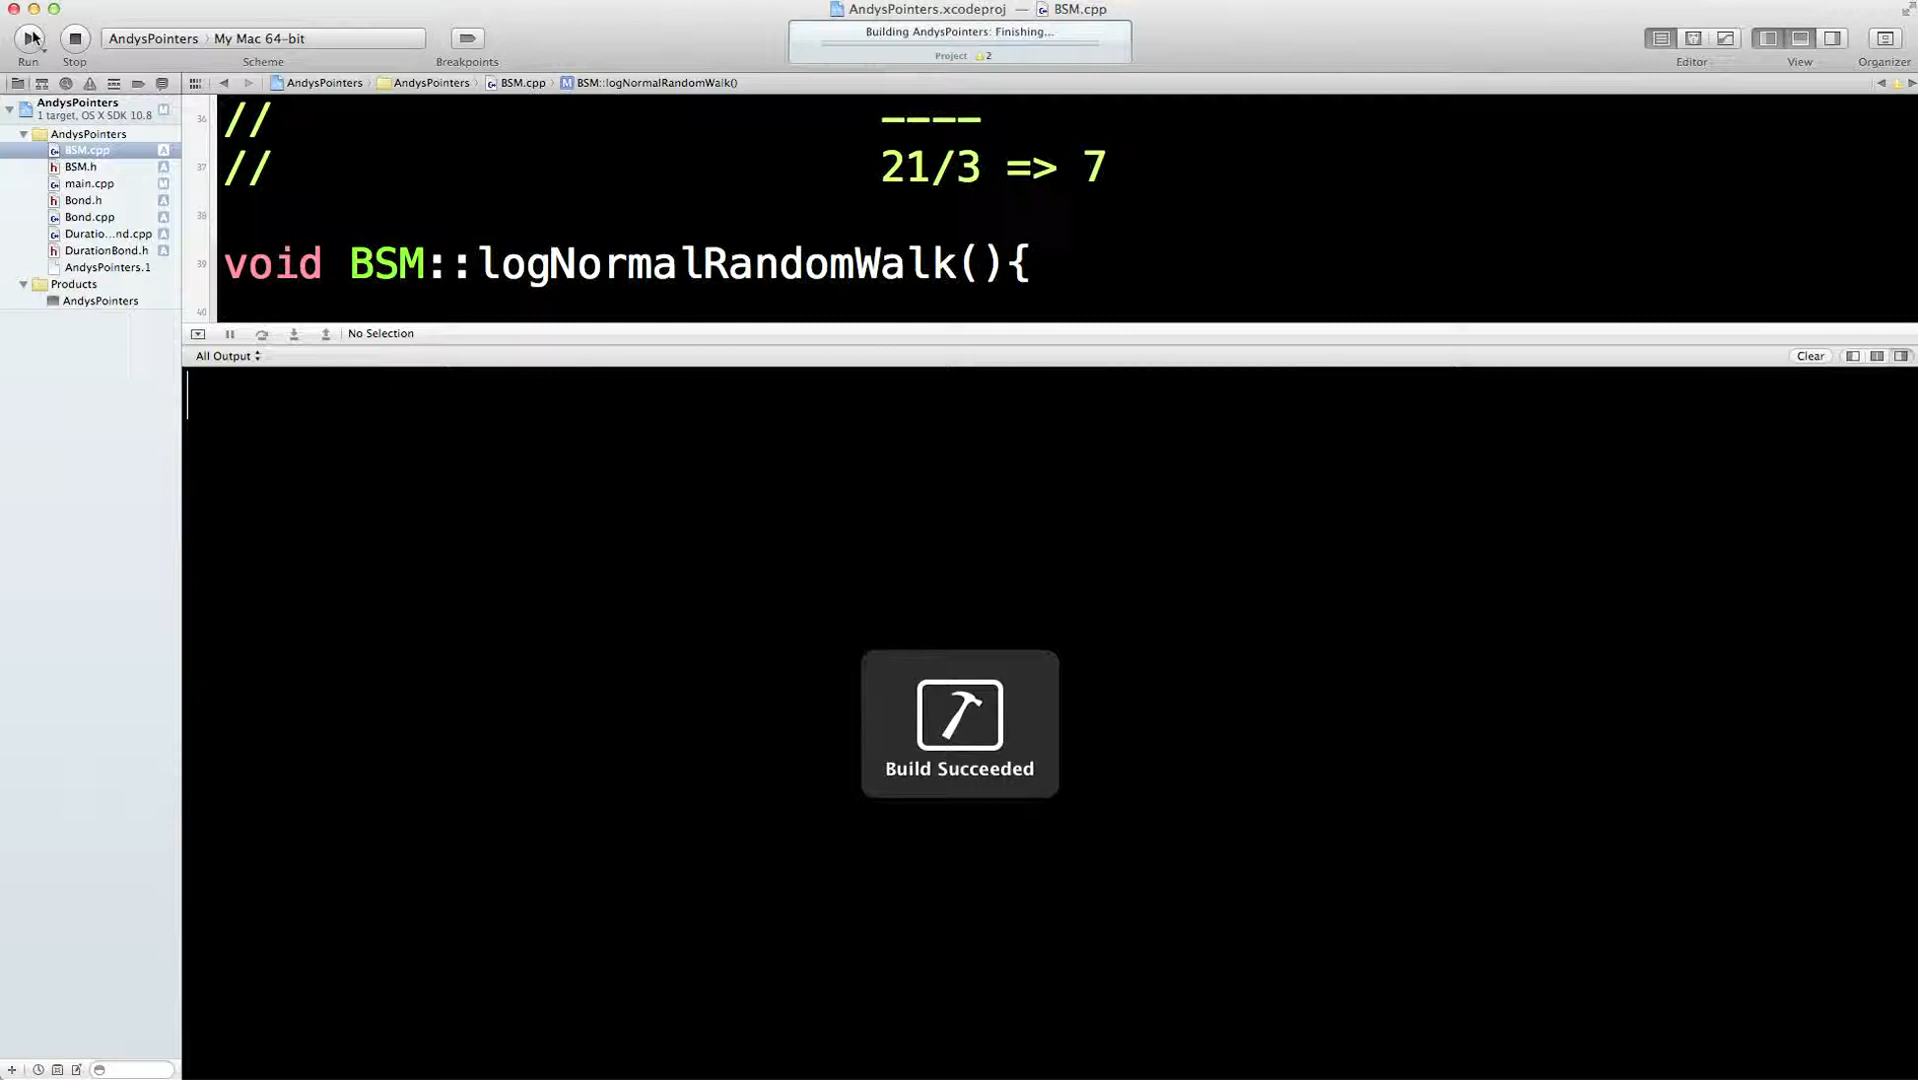 AndysPointers.xcodeproj — BSM.cpp
AndysPointers > My Mac 64-bit
Building AndysPointers: Finishing...
Project 2
Run
Stop
Scheme
Breakpoints
Editor
View
Organizer
AndysPointers > AndysPointers > BSM.cpp > M BSM::logNormalRandomWalk()
AndysPointers M
1 target, OS X SDK 10.8
AndysPointers
BSM.cpp A
BSM.h A
main.cpp M
Bond.h A
Bond.cpp A
Duratio...nd.cpp A
DurationBond.h A
AndysPointers.1
Products
AndysPointers
36 // ----
37 // 21/3 => 7
38
39 void BSM::logNormalRandomWalk(){
40
No Selection
All Output
Clear
Build Succeeded